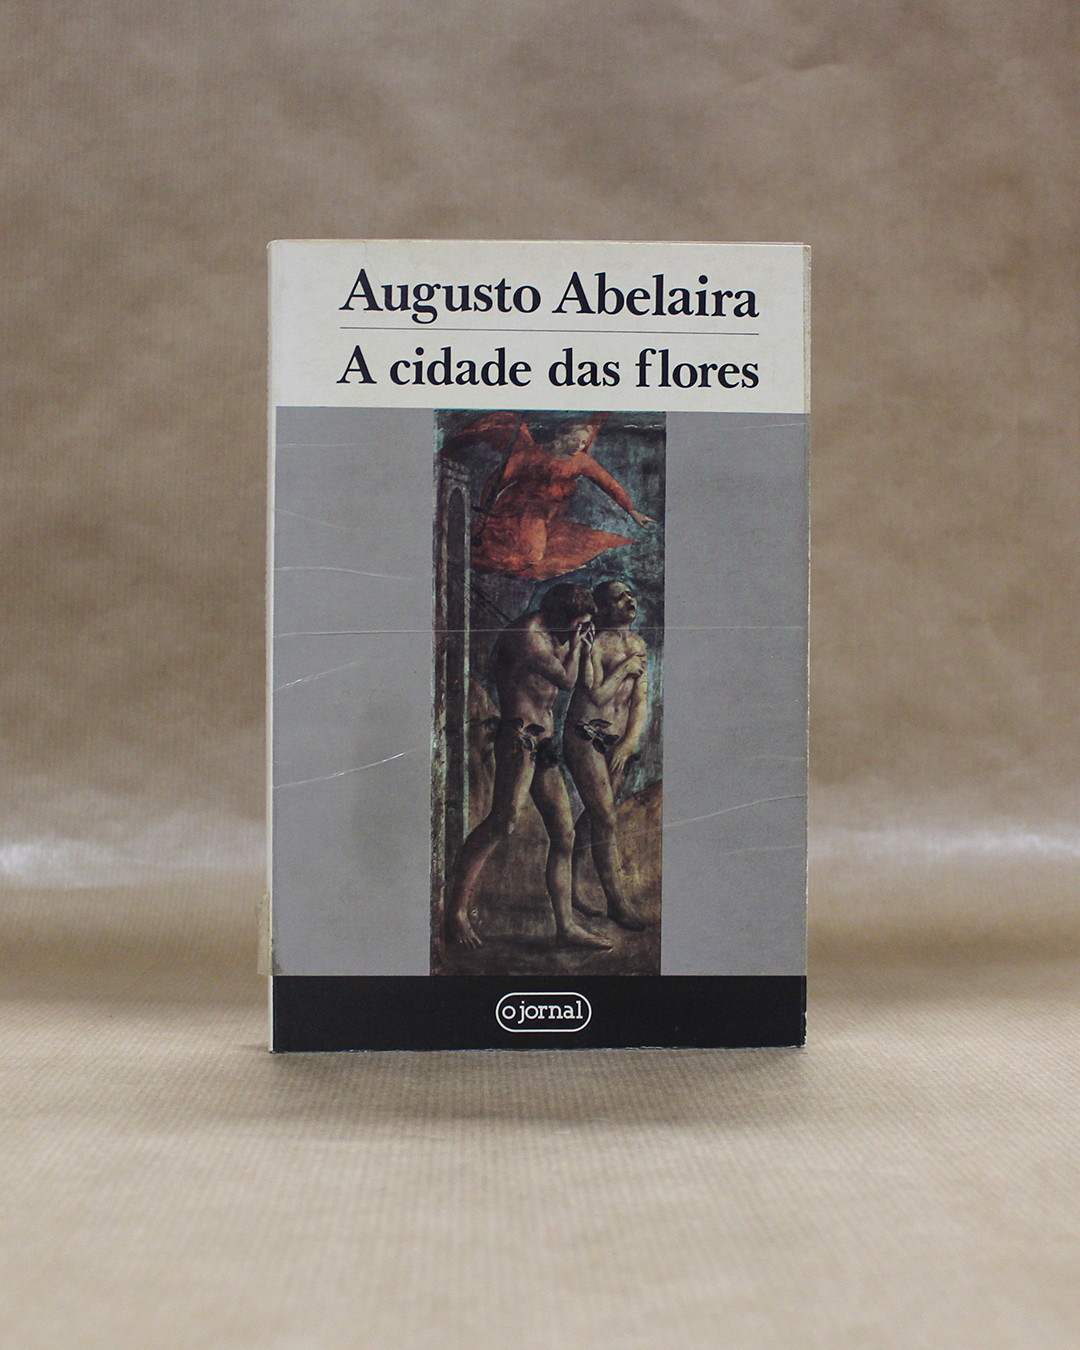 Augusto Abelaira
A cidade das flores
o jornal